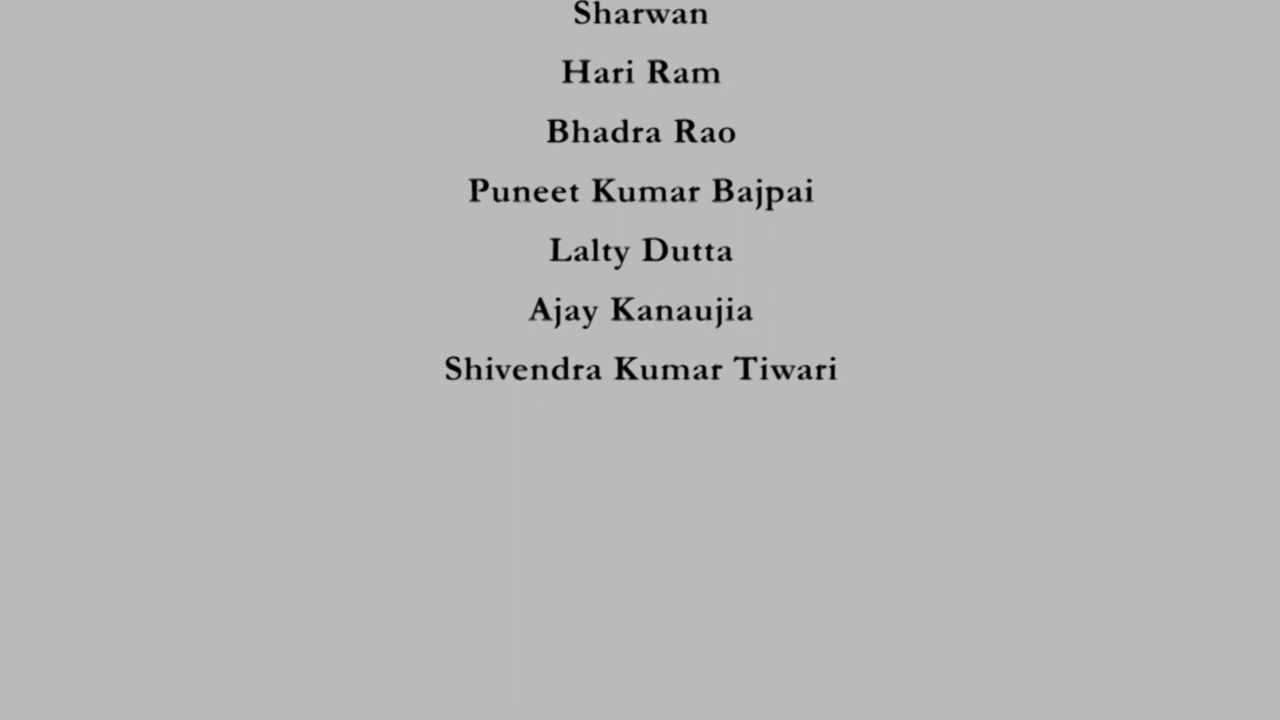 Sharwan
Hari Ram
Bhadra Rao
Puneet Kumar Bajpai
Lalty Dutta
Ajay Kanaujia
Shivendra Kumar Tiwari